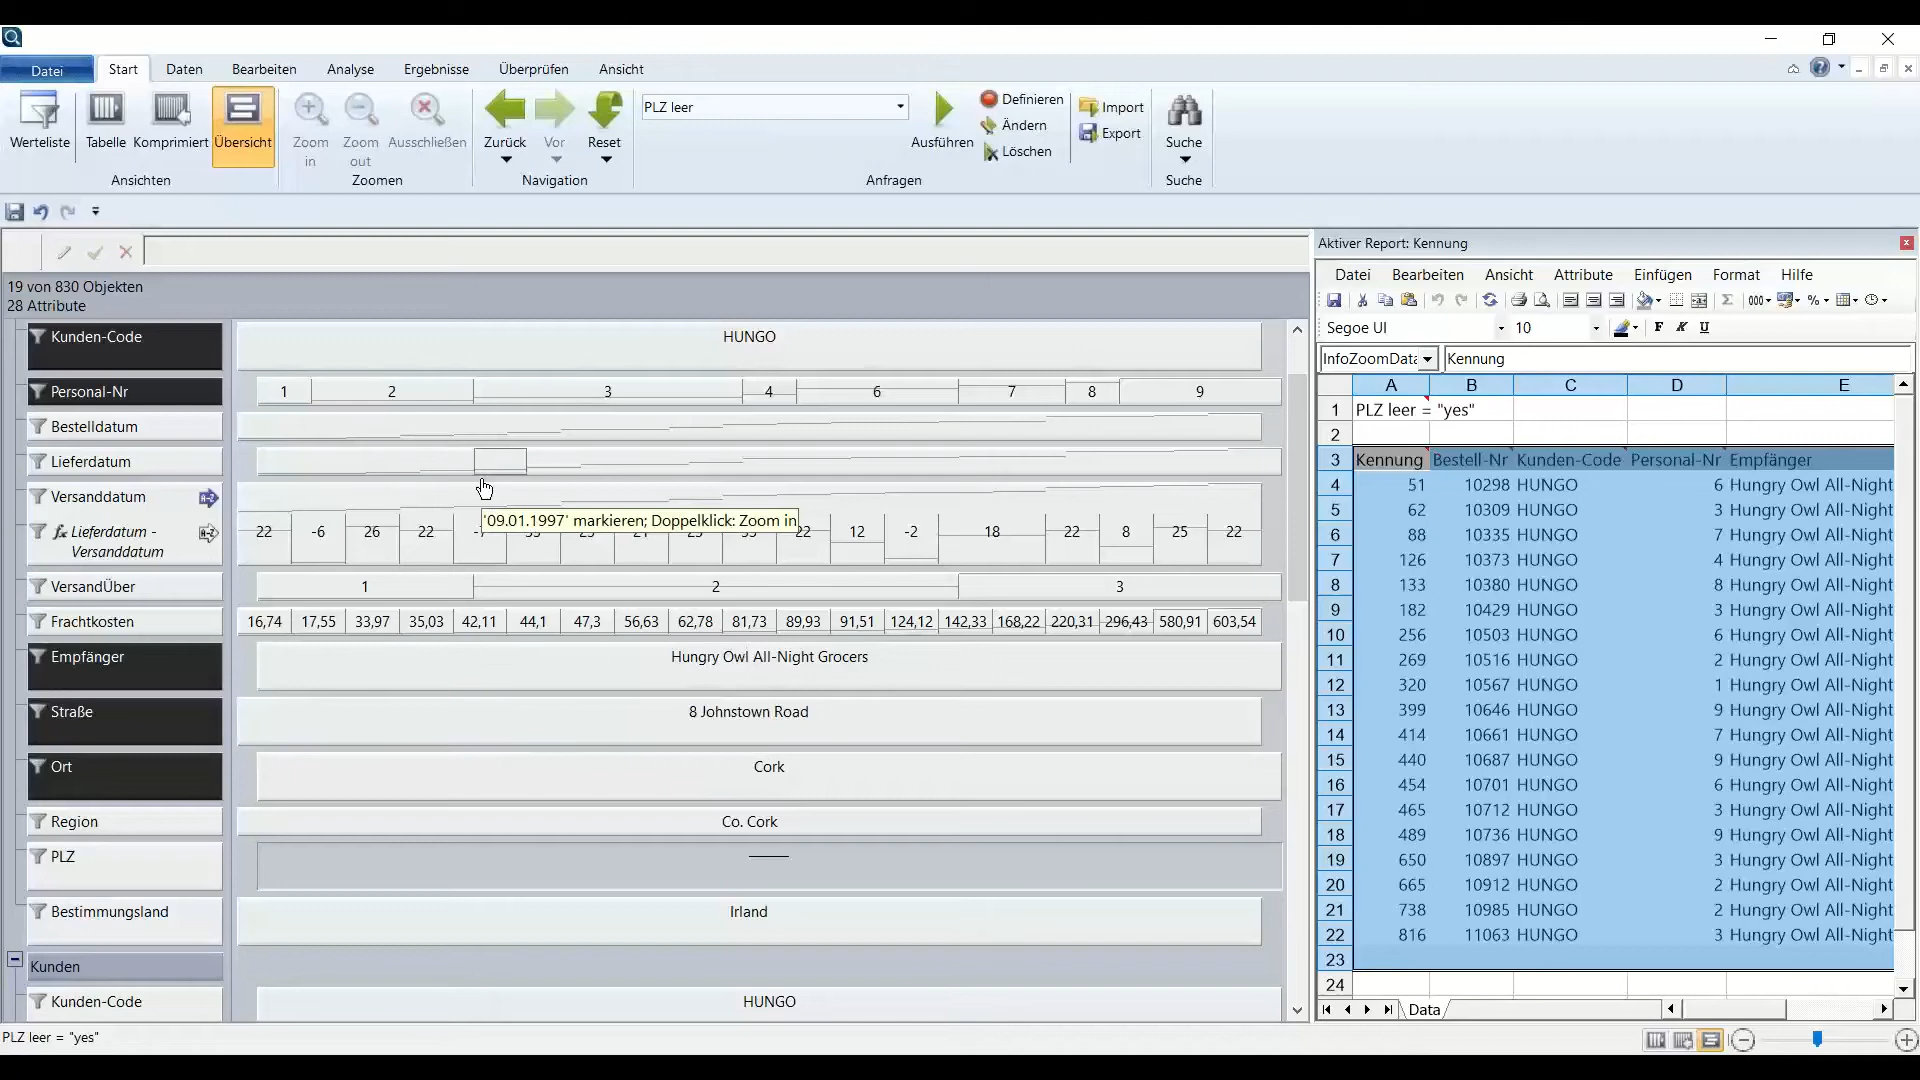 Datei Start Daten Bearbeiten Analyse Ergebnisse Überprüfen Ansicht
Werteliste Tabelle Komprimiert Übersicht Zoom in Zoom out Ausschließen Zurück Vor Reset
PLZ leer
Ausführen
Definieren
Ändern
Löschen
Import
Export
Suche
Ansichten Zoomen Navigation Anfragen Suche
19 von 830 Objekten
28 Attribute
Kunden-Code HUNGO
Personal-Nr 1 2 3 4 6 7 8 9
Bestelldatum
Lieferdatum
Versanddatum
'09.01.1997' markieren; Doppelklick: Zoom in
fx Lieferdatum - 22 -6 26 22 22 12 -2 18 22 8 25 22
Versanddatum
VersandÜber 1 2 3
Frachtkosten 16,74 17,55 33,97 35,03 42,11 44,1 47,3 56,63 62,78 81,73 89,93 91,51 124,12 142,33 168,22 220,31 296,43 580,91 603,54
Empfänger Hungry Owl All-Night Grocers
Straße 8 Johnstown Road
Ort Cork
Region Co. Cork
PLZ
Bestimmungsland Irland
Kunden
Kunden-Code HUNGO
PLZ leer = "yes"
Aktiver Report: Kennung
Datei Bearbeiten Ansicht Attribute Einfügen Format Hilfe
000 %
Segoe UI 10 F K U
InfoZoomData Kennung
A B C D E
1 PLZ leer = "yes"
2
3 Kennung Bestell-Nr Kunden-Code Personal-Nr Empfänger
4 51 10298 HUNGO 6 Hungry Owl All-Night
5 62 10309 HUNGO 3 Hungry Owl All-Night
6 88 10335 HUNGO 7 Hungry Owl All-Night
7 126 10373 HUNGO 4 Hungry Owl All-Night
8 133 10380 HUNGO 8 Hungry Owl All-Night
9 182 10429 HUNGO 3 Hungry Owl All-Night
10 256 10503 HUNGO 6 Hungry Owl All-Night
11 269 10516 HUNGO 2 Hungry Owl All-Night
12 320 10567 HUNGO 1 Hungry Owl All-Night
13 399 10646 HUNGO 9 Hungry Owl All-Night
14 414 10661 HUNGO 7 Hungry Owl All-Night
15 440 10687 HUNGO 9 Hungry Owl All-Night
16 454 10701 HUNGO 6 Hungry Owl All-Night
17 465 10712 HUNGO 3 Hungry Owl All-Night
18 489 10736 HUNGO 9 Hungry Owl All-Night
19 650 10897 HUNGO 3 Hungry Owl All-Night
20 665 10912 HUNGO 2 Hungry Owl All-Night
21 738 10985 HUNGO 2 Hungry Owl All-Night
22 816 11063 HUNGO 3 Hungry Owl All-Night
23
24
Data